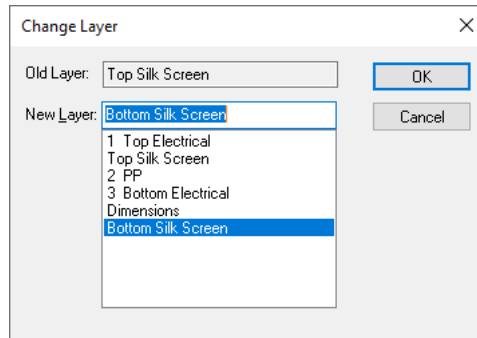 Change Layer
Old Layer: Top Silk Screen OK
New Layer: Bottom Silk Screen Cancel
1 Top Electrical
Top Silk Screen
2 PP
3 Bottom Electrical
Dimensions
Bottom Silk Screen